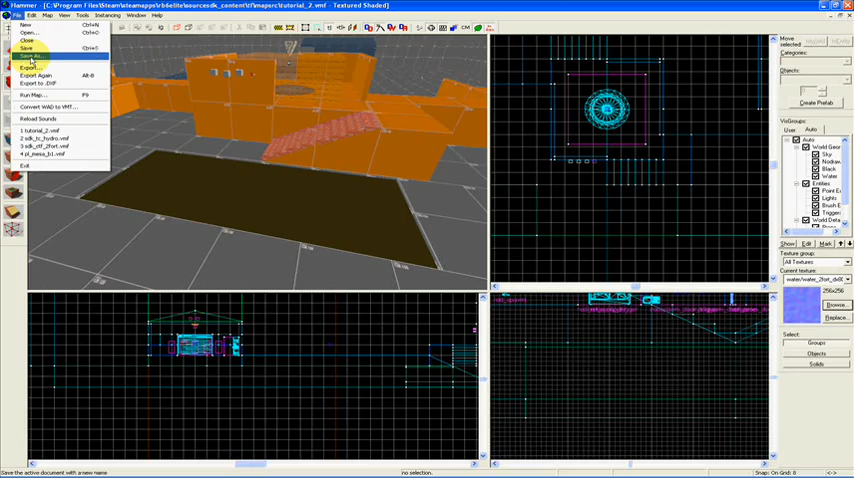 Hammer - [C:\Program Files\Steam\steamapps\rb6elite\sourcesdk_content\tf\mapsrc\tutorial_2.vmf - Textured Shaded]
File Edit Map View Tools Instancing Window Help
New Ctrl+N
Open... Ctrl+O
Close
Save Ctrl+S
Save As...
Export...
Export Again Alt-B
Export to .DXF
Run Map... F9
Convert WAD to VMT...
Reload Sounds
1 tutorial_2.vmf
2 sdk_tc_hydro.vmf
3 sdk_ctf_2fort.vmf
4 pl_mesa_b1.vmf
Exit
Move
selected:
Categories:
Objects:
Create Prefab
VisGroups:
User Auto
Auto
World Geor
Sky
Nodraw
Black
Water
Entities
Point E
Lights
Brush E
Triggers
World Deta
Show Edit Mark
Texture group:
All Textures
Current texture:
water/water_2fort_dx80
256x256
Browse...
Replace...
Select:
Groups
Objects
Solids
Save the active document with a new name
no selection.
Snap: On Grid: 8
<->